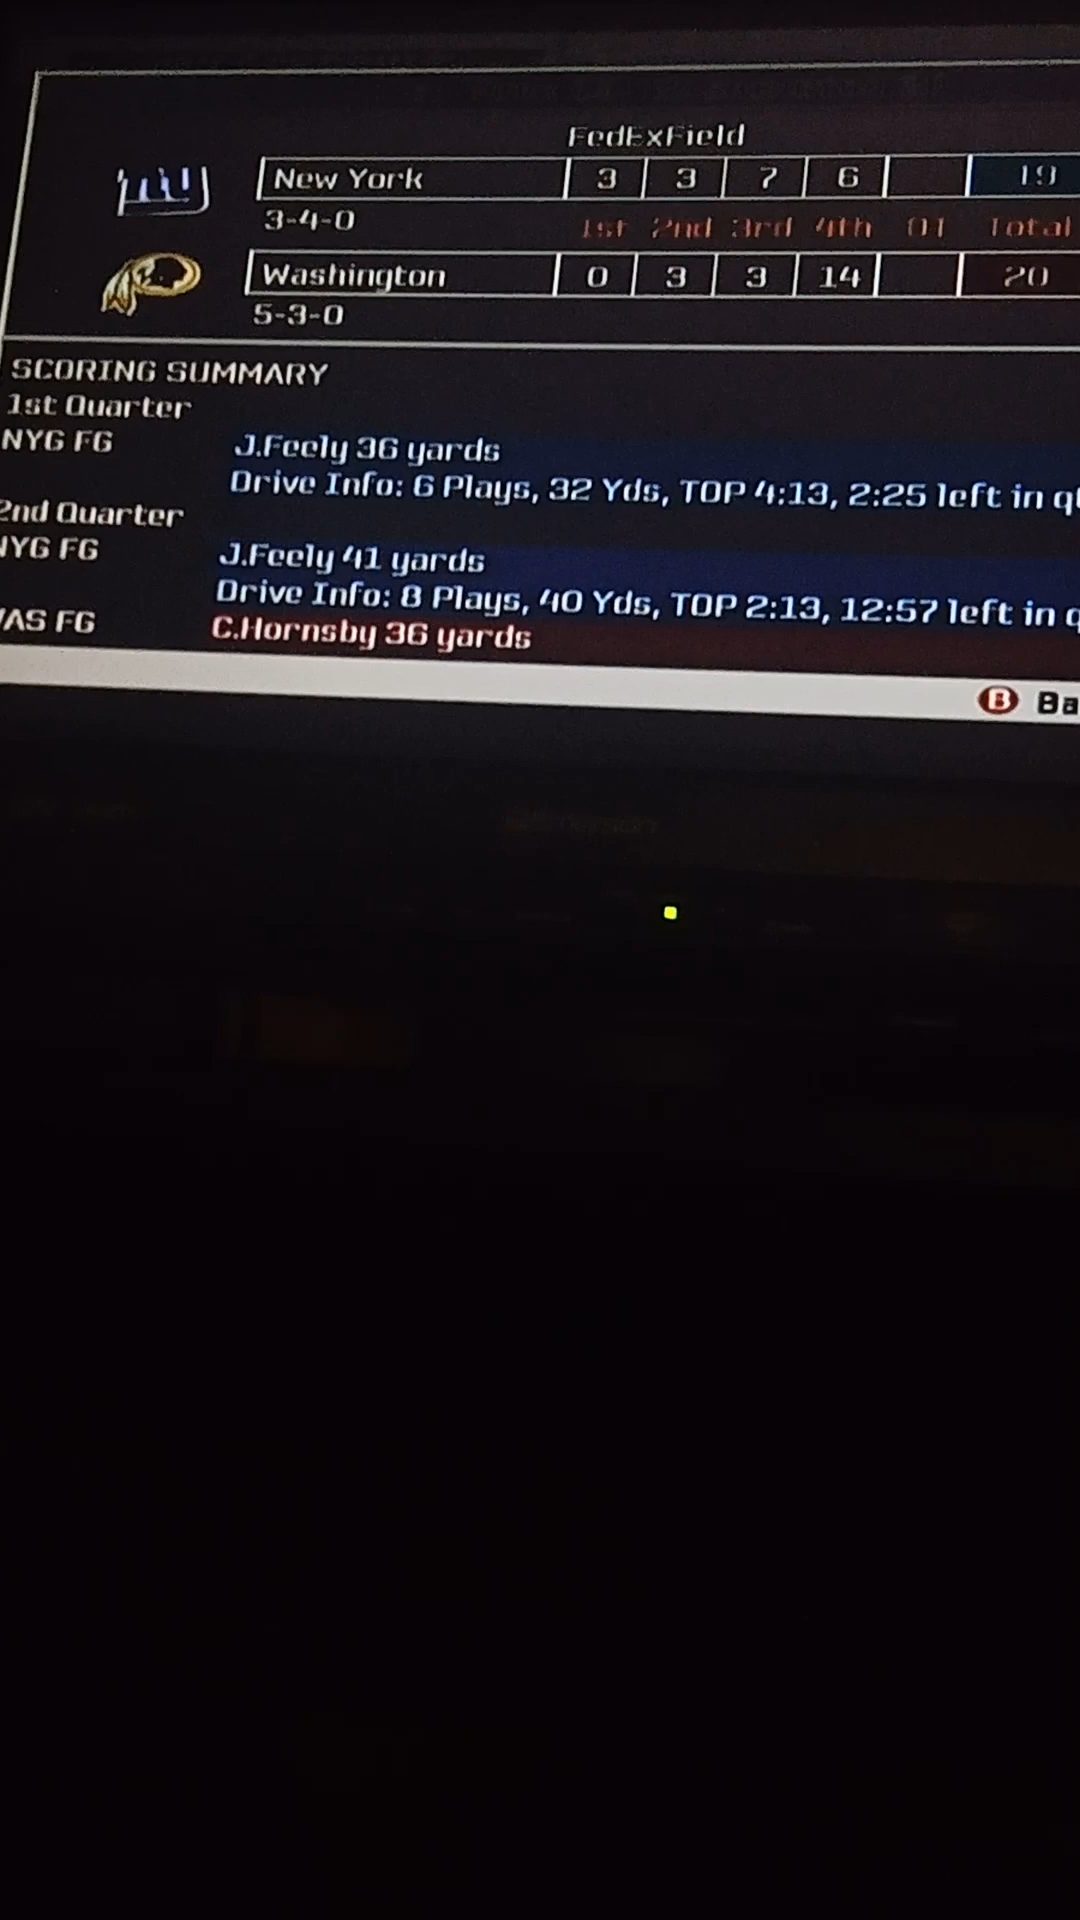 FedExField
New York 3 3 7 6 19
3-4-0 1st 2nd 3rd 4th OT Total
Washington 0 3 3 14 20
5-3-0
SCORING SUMMARY
1st Quarter
NYG FG J.Feely 36 yards
Drive Info: 6 Plays, 32 Yds, TOP 4:13, 2:25 left in
2nd Quarter
NYG FG J.Feely 41 yards
Drive Info: 8 Plays, 40 Yds, TOP 2:13, 12:57 left in
WAS FG C.Hornsby 36 yards
B Ba